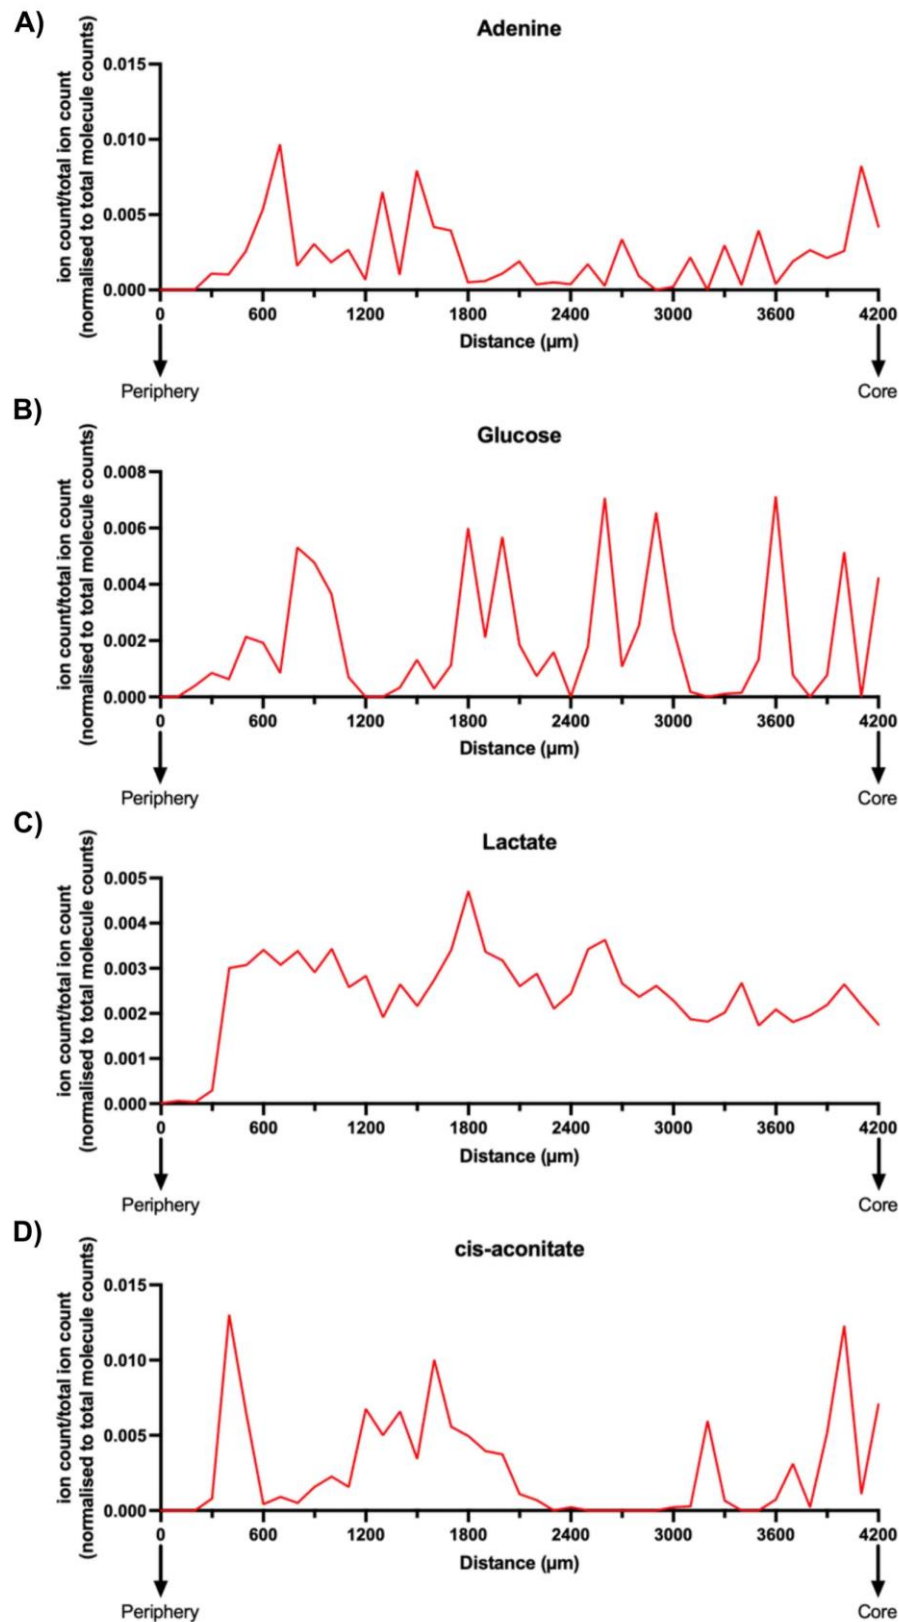 A)
Adenine
ion count/total ion count
(normalised to total molecule counts)
0.015
0.010
0.005
0.000
0 600 1200 1800 2400 3000 3600 4200
Distance (µm)
Periphery Core
B)
Glucose
ion count/total ion count
(normalised to total molecule counts)
0.008
0.006
0.004
0.002
0.000
0 600 1200 1800 2400 3000 3600 4200
Distance (µm)
Periphery Core
C)
Lactate
ion count/total ion count
(normalised to total molecule counts)
0.005
0.004
0.003
0.002
0.001
0.000
0 600 1200 1800 2400 3000 3600 4200
Distance (µm)
Periphery Core
D)
cis-aconitate
ion count/total ion count
(normalised to total molecule counts)
0.015
0.010
0.005
0.000
0 600 1200 1800 2400 3000 3600 4200
Distance (µm)
Periphery Core